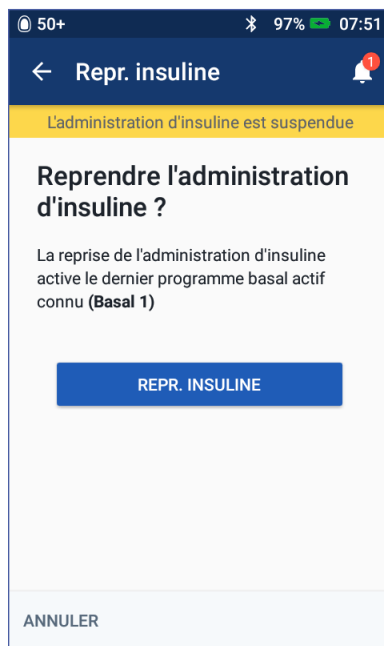 50+ 97% 07:51
Repr. insuline 1
L'administration d'insuline est suspendue
Reprendre l'administration
d'insuline ?
La reprise de l'administration d'insuline
active le dernier programme basal actif
connu (Basal 1)
REPR. INSULINE
ANNULER